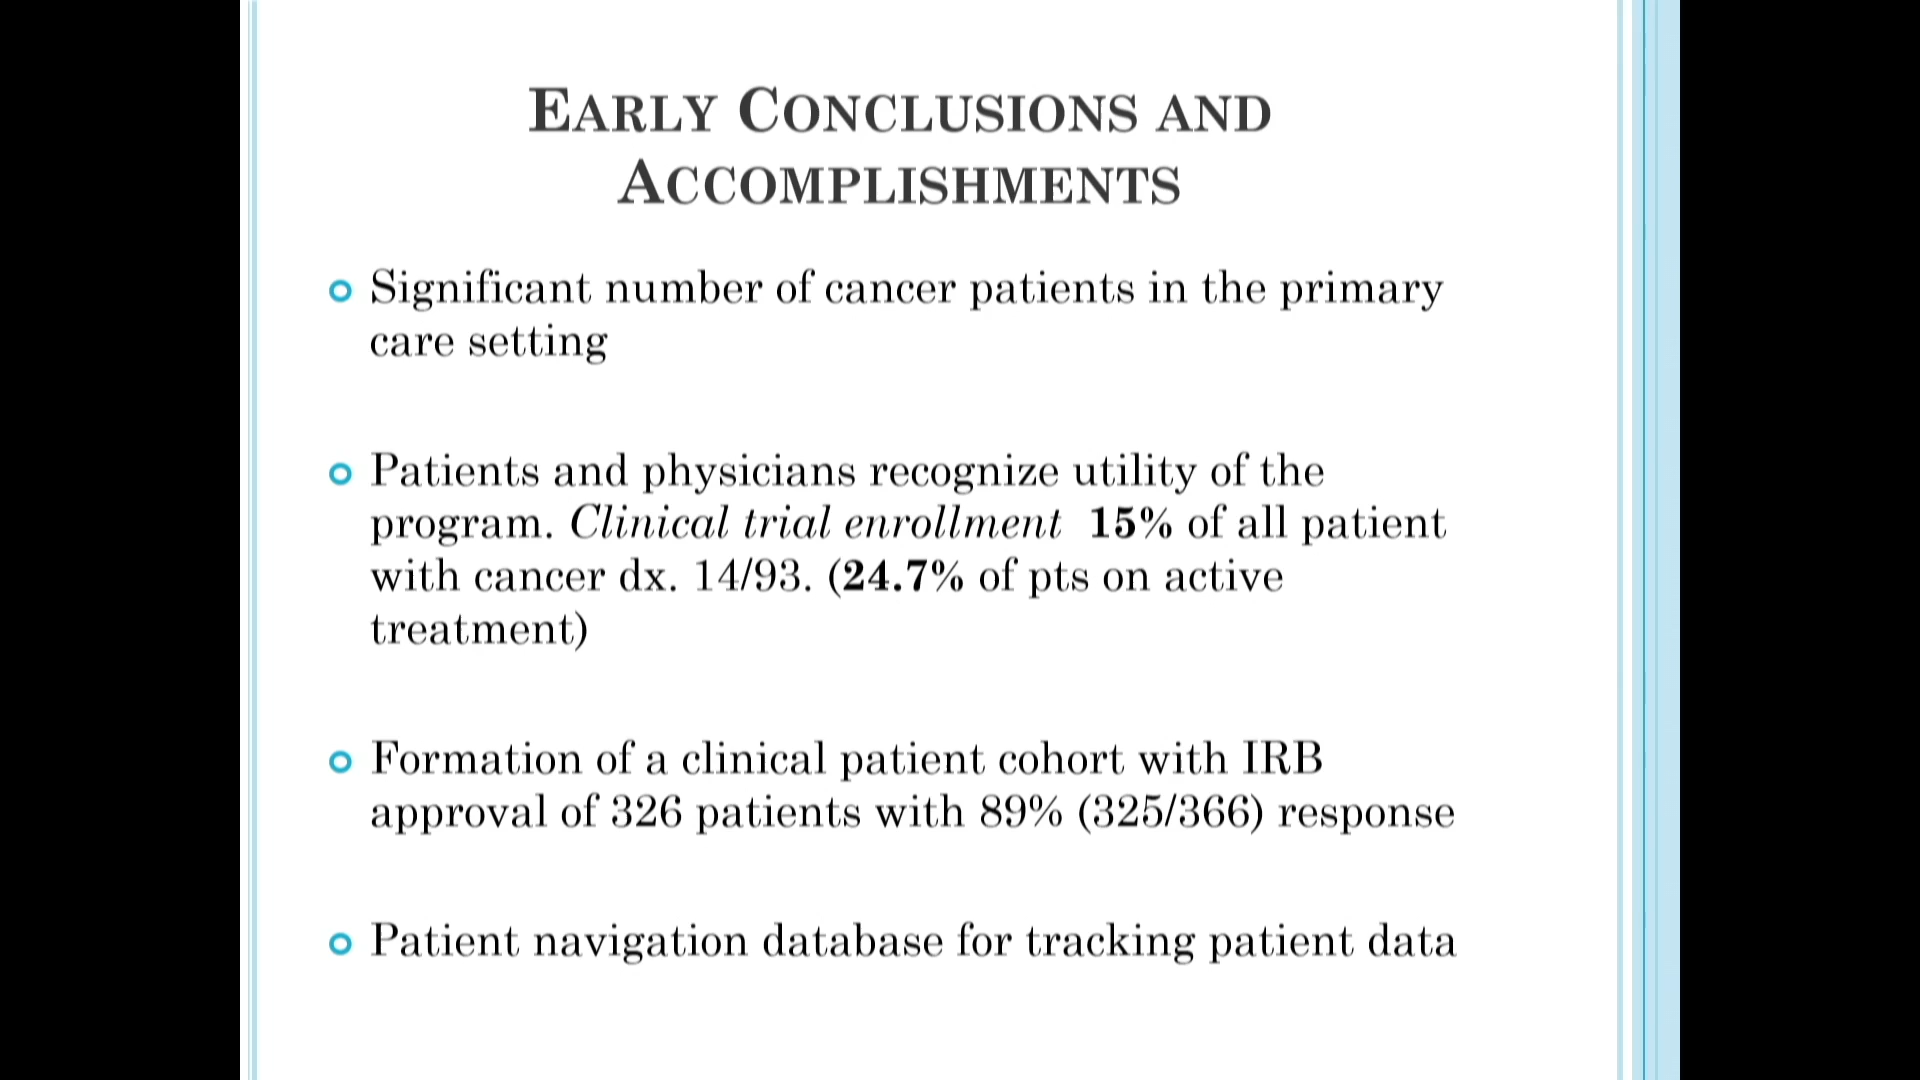 EARLY CONCLUSIONS AND
ACCOMPLISHMENTS
Significant number of cancer patients in the primary
care setting
Patients and physicians recognize utility of the
program. Clinical trial enrollment 15% of all patient
with cancer dx. 14/93. (24.7% of pts on active
treatment)
Formation of a clinical patient cohort with IRB
approval of 326 patients with 89% (325/366) response
Patient navigation database for tracking patient data